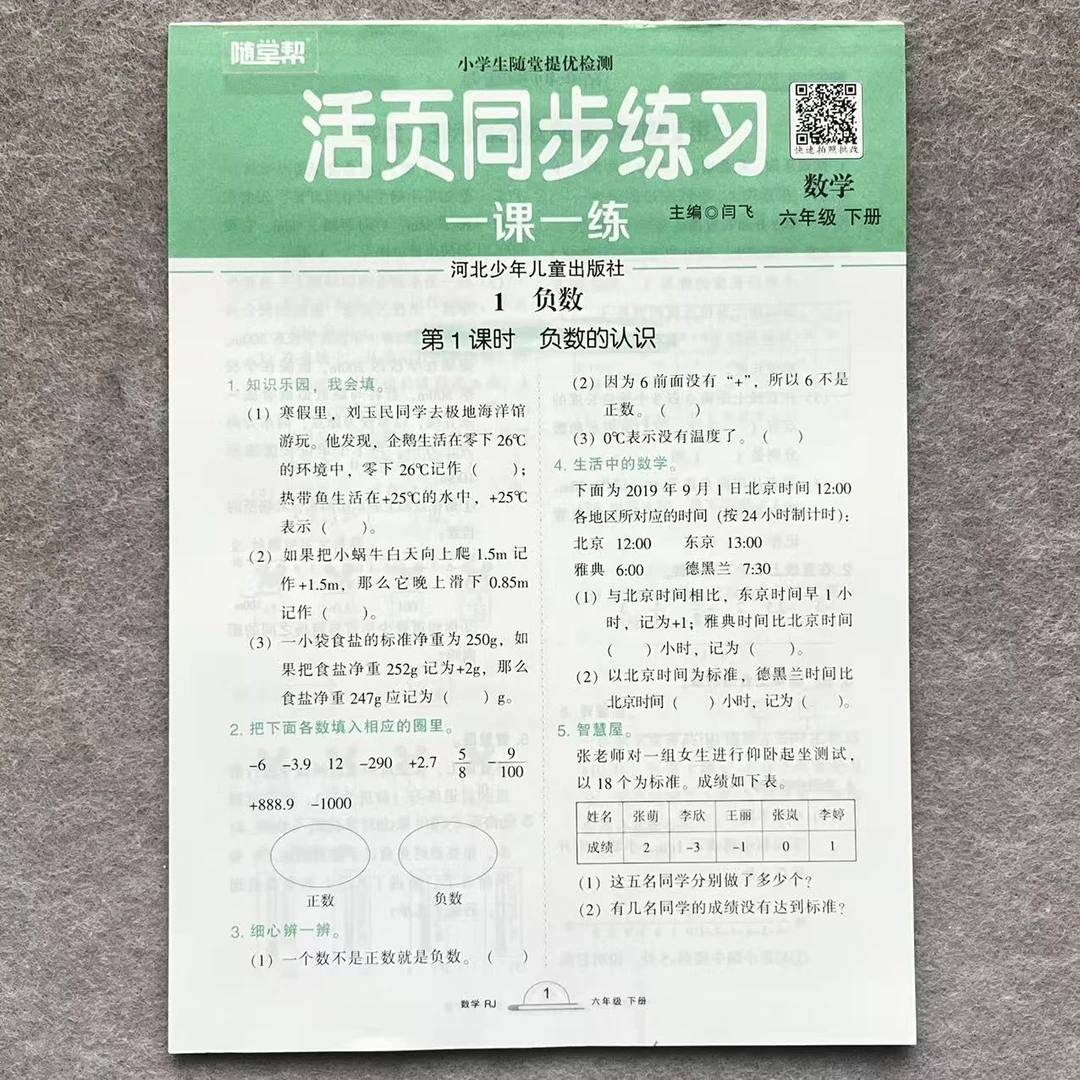 随堂帮
小学生随堂提优检测
活页同步练习
一课一练
主编◎闫飞
快速拍照批改
数学
六年级 下册
河北少年儿童出版社
1 负数
第1课时 负数的认识
1. 知识乐园，我会填。
(1) 寒假里，刘玉民同学去极地海洋馆
游玩。他发现，企鹅生活在零下26℃
的环境中，零下26℃记作（ ）；
热带鱼生活在+25℃的水中，+25℃
表示（ ）。
(2) 如果把小蜗牛白天向上爬1.5m记
作+1.5m，那么它晚上滑下0.85m
记作（ ）。
(3) 一小袋食盐的标准净重为250g，如
果把食盐净重252g记为+2g，那么
食盐净重247g应记为（ ）g。
2. 把下面各数填入相应的圈里。
-6 -3.9 12 -290 +2.7 5/8 -9/100
+888.9 -1000
正数 负数
3. 细心辨一辨。
(1) 一个数不是正数就是负数。（ ）
(2) 因为6前面没有“+”，所以6不是
正数。（ ）
(3) 0℃表示没有温度了。（ ）
4. 生活中的数学。
下面为2019年9月1日北京时间12:00
各地区所对应的时间（按24小时制计时）：
北京 12:00 东京 13:00
雅典 6:00 德黑兰 7:30
(1) 与北京时间相比，东京时间早1小
时，记为+1；雅典时间比北京时间
（ ）小时，记为（ ）。
(2) 以北京时间为标准，德黑兰时间比
北京时间（ ）小时，记为（ ）。
5. 智慧屋。
张老师对一组女生进行仰卧起坐测试，
以18个为标准。成绩如下表。
姓名 张萌 李欣 王丽 张岚 李婷
成绩 2 -3 -1 0 1
(1) 这五名同学分别做了多少个？
(2) 有几名同学的成绩没有达到标准？
数学 RJ 1 六年级 下册